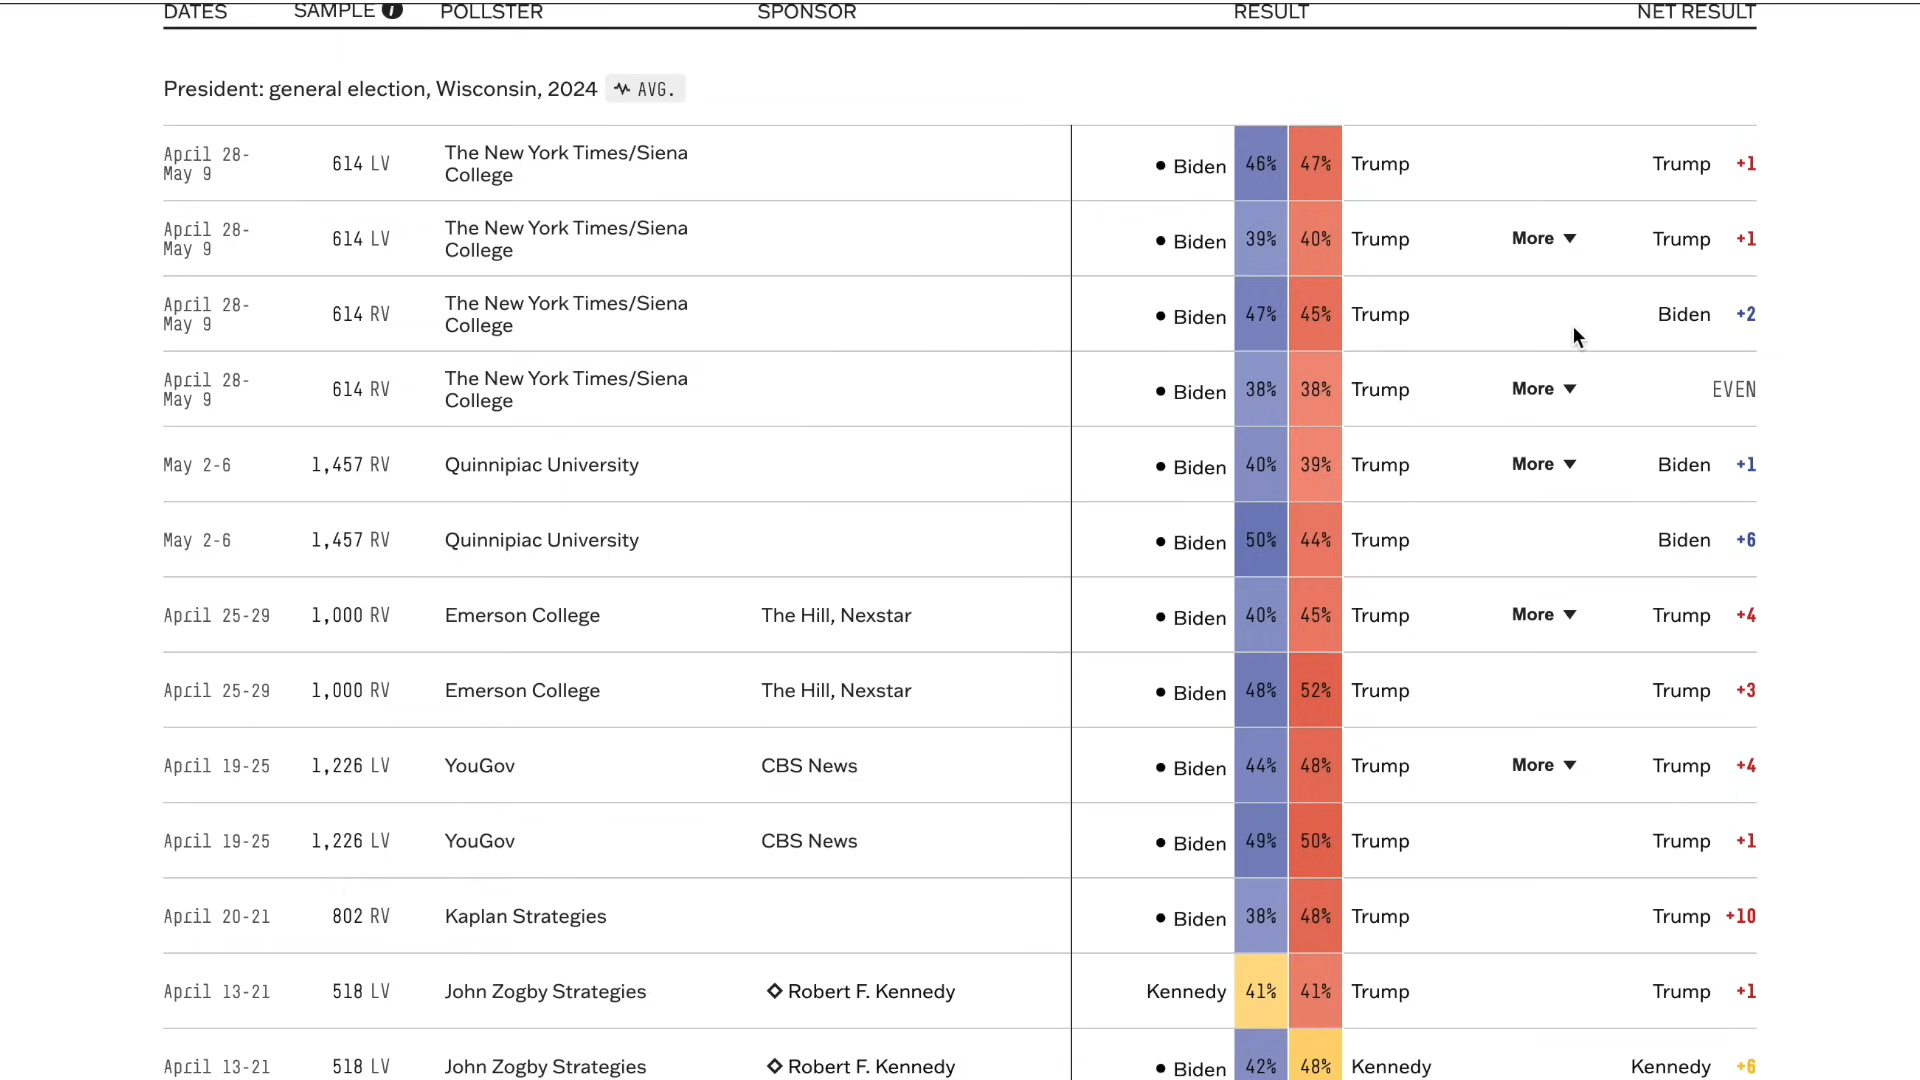 DATES SAMPLE i POLLSTER SPONSOR RESULT NET RESULT
President: general election, Wisconsin, 2024 AVG.
April 28-
May 9 614 LV The New York Times/Siena
College • Biden 46% 47% Trump Trump +1
April 28-
May 9 614 LV The New York Times/Siena
College • Biden 39% 40% Trump More ▼ Trump +1
April 28-
May 9 614 RV The New York Times/Siena
College • Biden 47% 45% Trump Biden +2
April 28-
May 9 614 RV The New York Times/Siena
College • Biden 38% 38% Trump More ▼ EVEN
May 2-6 1,457 RV Quinnipiac University • Biden 40% 39% Trump More ▼ Biden +1
May 2-6 1,457 RV Quinnipiac University • Biden 50% 44% Trump Biden +6
April 25-29 1,000 RV Emerson College The Hill, Nexstar • Biden 40% 45% Trump More ▼ Trump +4
April 25-29 1,000 RV Emerson College The Hill, Nexstar • Biden 48% 52% Trump Trump +3
April 19-25 1,226 LV YouGov CBS News • Biden 44% 48% Trump More ▼ Trump +4
April 19-25 1,226 LV YouGov CBS News • Biden 49% 50% Trump Trump +1
April 20-21 802 RV Kaplan Strategies • Biden 38% 48% Trump Trump +10
April 13-21 518 LV John Zogby Strategies ◇ Robert F. Kennedy Kennedy 41% 41% Trump Trump +1
April 13-21 518 LV John Zogby Strategies ◇ Robert F. Kennedy • Biden 42% 48% Kennedy Kennedy +6